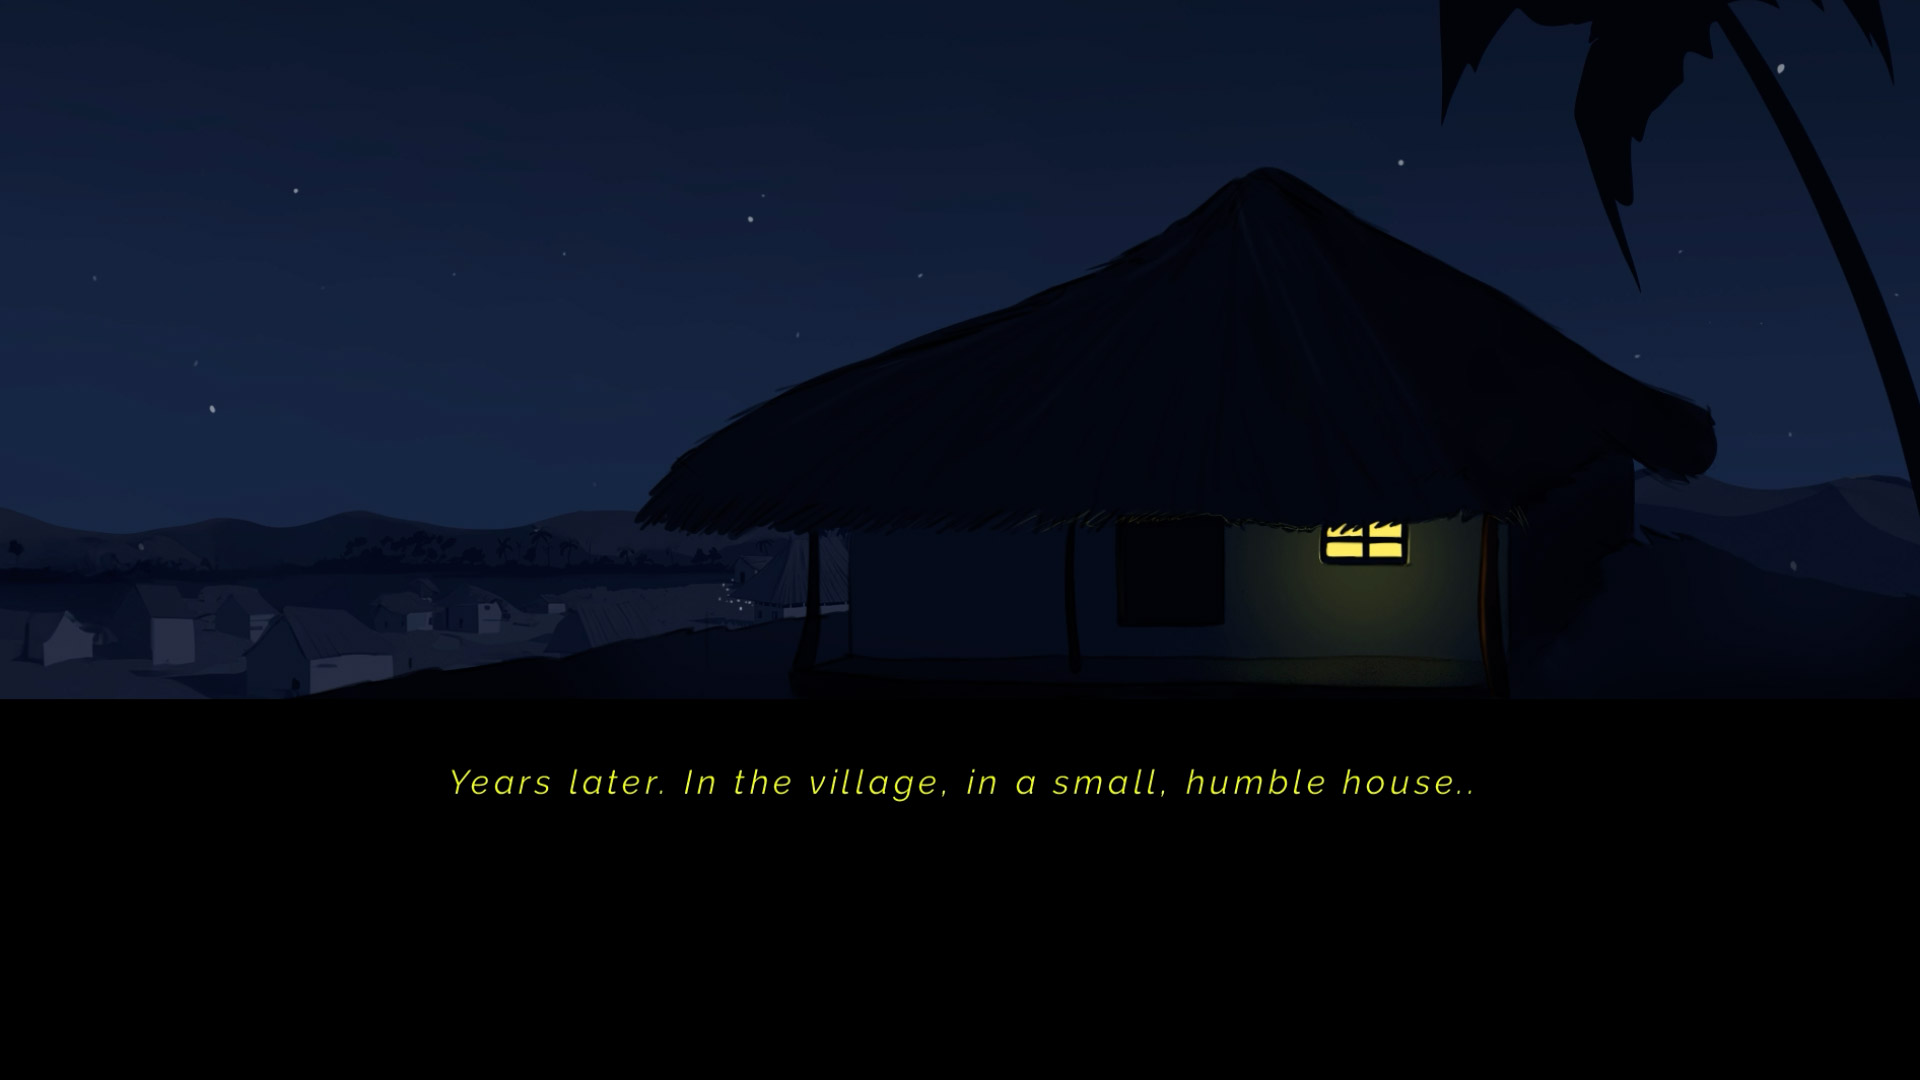 Years later. In the village, in a small, humble house..